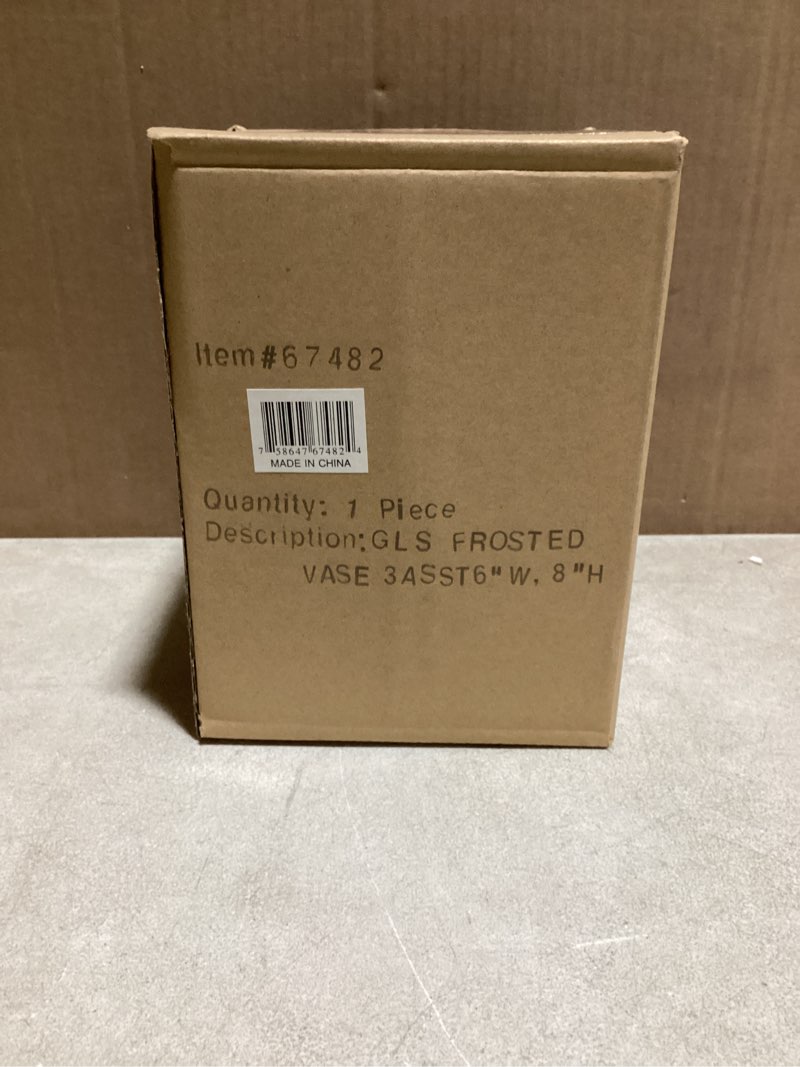 Item#67482
7 58647 67482 4
MADE IN CHINA
Quantity: 1 Piece
Description:GLS FROSTED
VASE 3ASST6"W, 8"H